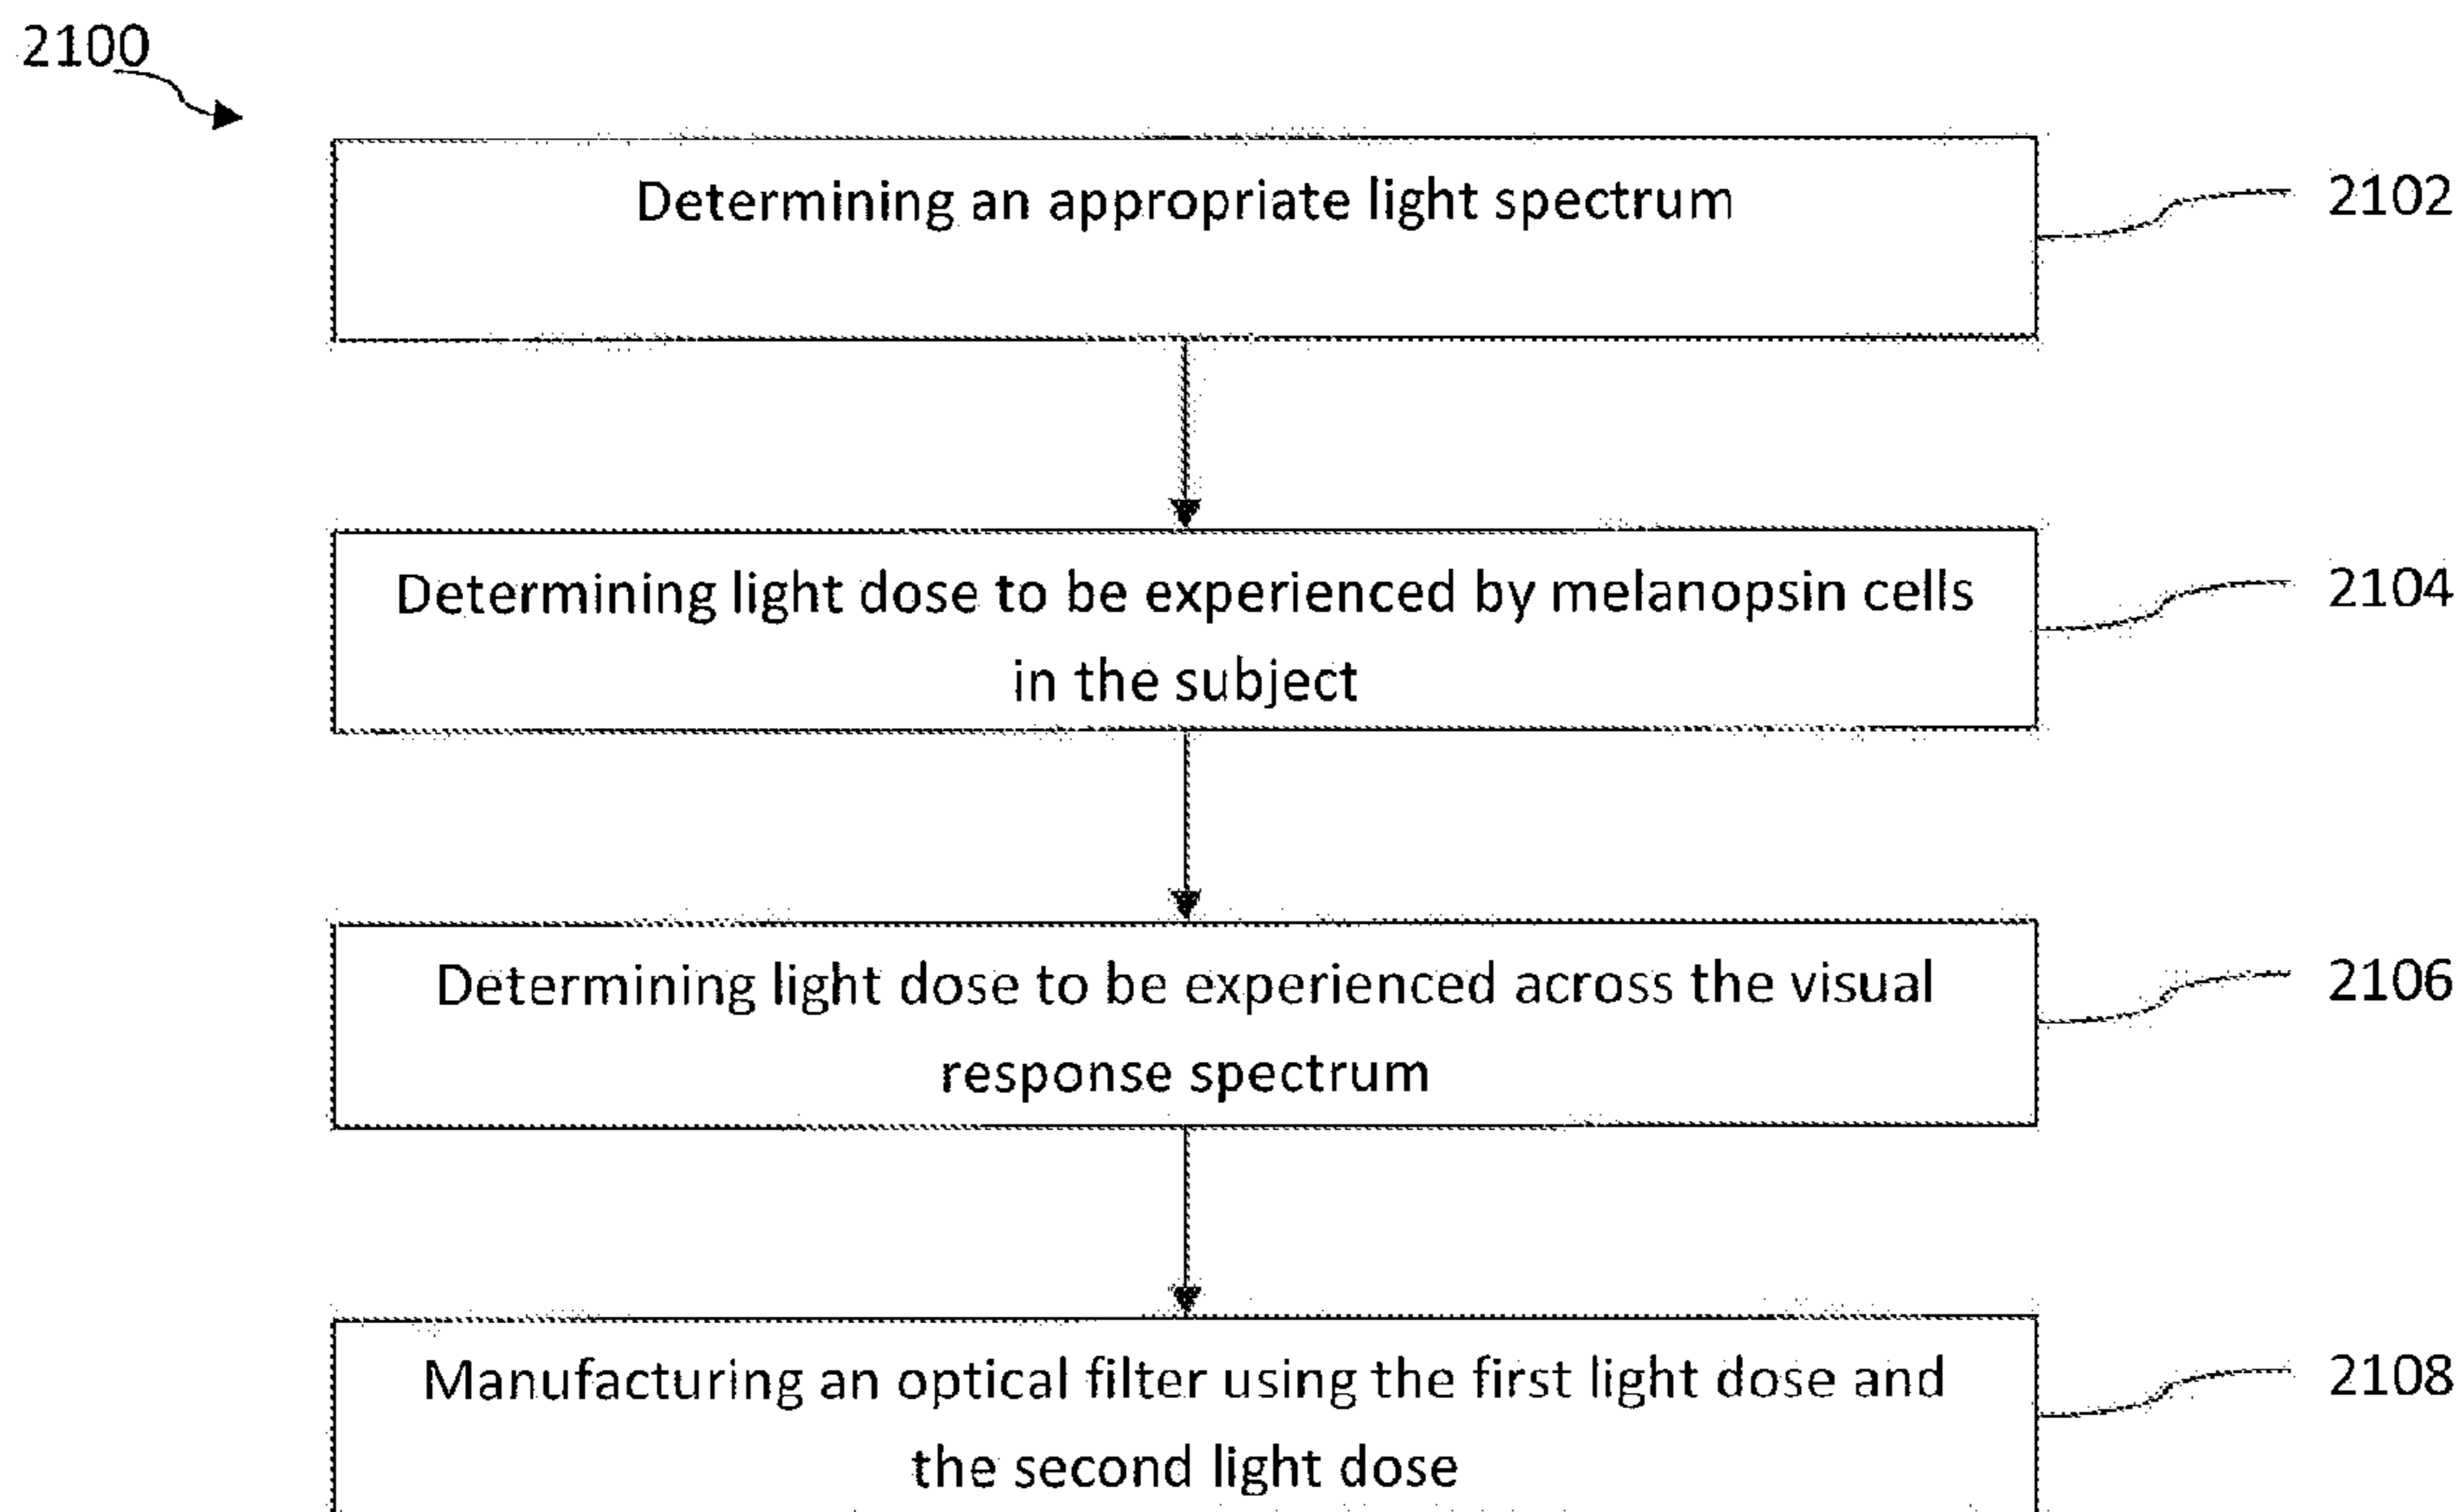 2100
Determining an appropriate light spectrum
2102
Determining light dose to be experienced by melanopsin cells
in the subject
2104
Determining light dose to be experienced across the visual
response spectrum
2106
Manufacturing an optical filter using the first light dose and
the second light dose
2108